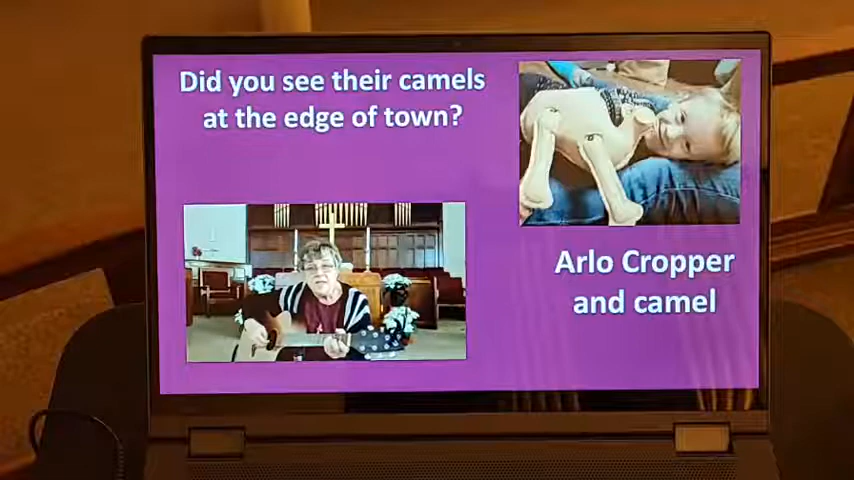 Did you see their camels
at the edge of town?
Arlo Cropper
and camel